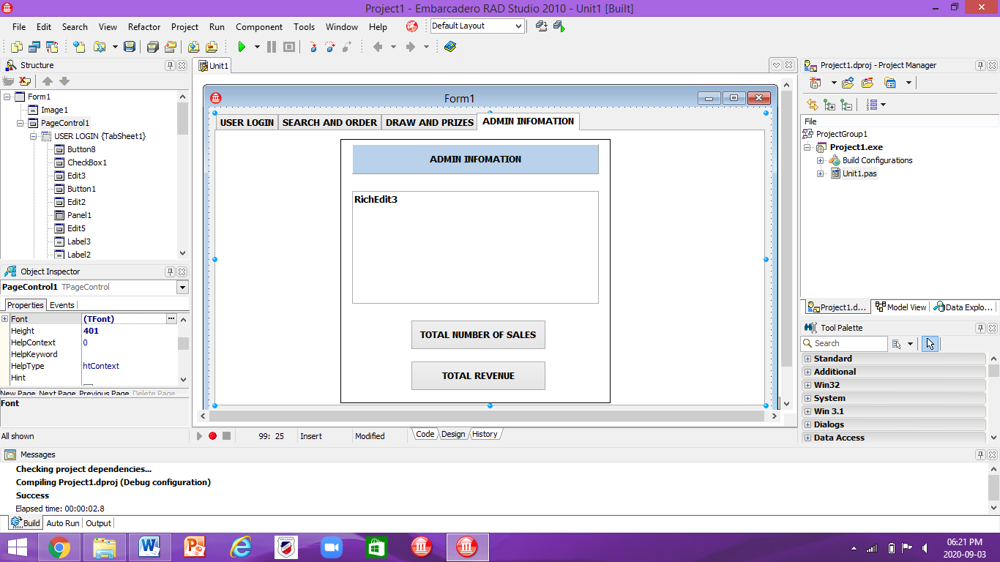 Project1 - Embarcadero RAD Studio 2010 - Unit1 [Built]
File Edit Search View Refactor Project Run Component Tools Window Help Default Layout
Structure
Form1
Image1
PageControl1
USER LOGIN {TabSheet1}
Button8
CheckBox1
Edit3
Button1
Edit2
Panel1
Edit5
Label3
Label2
Object Inspector
PageControl1 TPageControl
Properties Events
Font (TFont)
Height 401
HelpContext 0
HelpKeyword
HelpType htContext
Hint
New Page Next Page Previous Page Delete Page
Font
All shown
Unit1
Form1
USER LOGIN SEARCH AND ORDER DRAW AND PRIZES ADMIN INFOMATION
ADMIN INFOMATION
RichEdit3
TOTAL NUMBER OF SALES
TOTAL REVENUE
99: 25 Insert Modified Code Design History
Project1.dproj - Project Manager
File
ProjectGroup1
Project1.exe
Build Configurations
Unit1.pas
Project1.d... Model View Data Explo...
Tool Palette
Search
Standard
Additional
Win32
System
Win 3.1
Dialogs
Data Access
Messages
Checking project dependencies...
Compiling Project1.dproj (Debug configuration)
Success
Elapsed time: 00:00:02.8
Build Auto Run Output
06:21 PM
2020-09-03